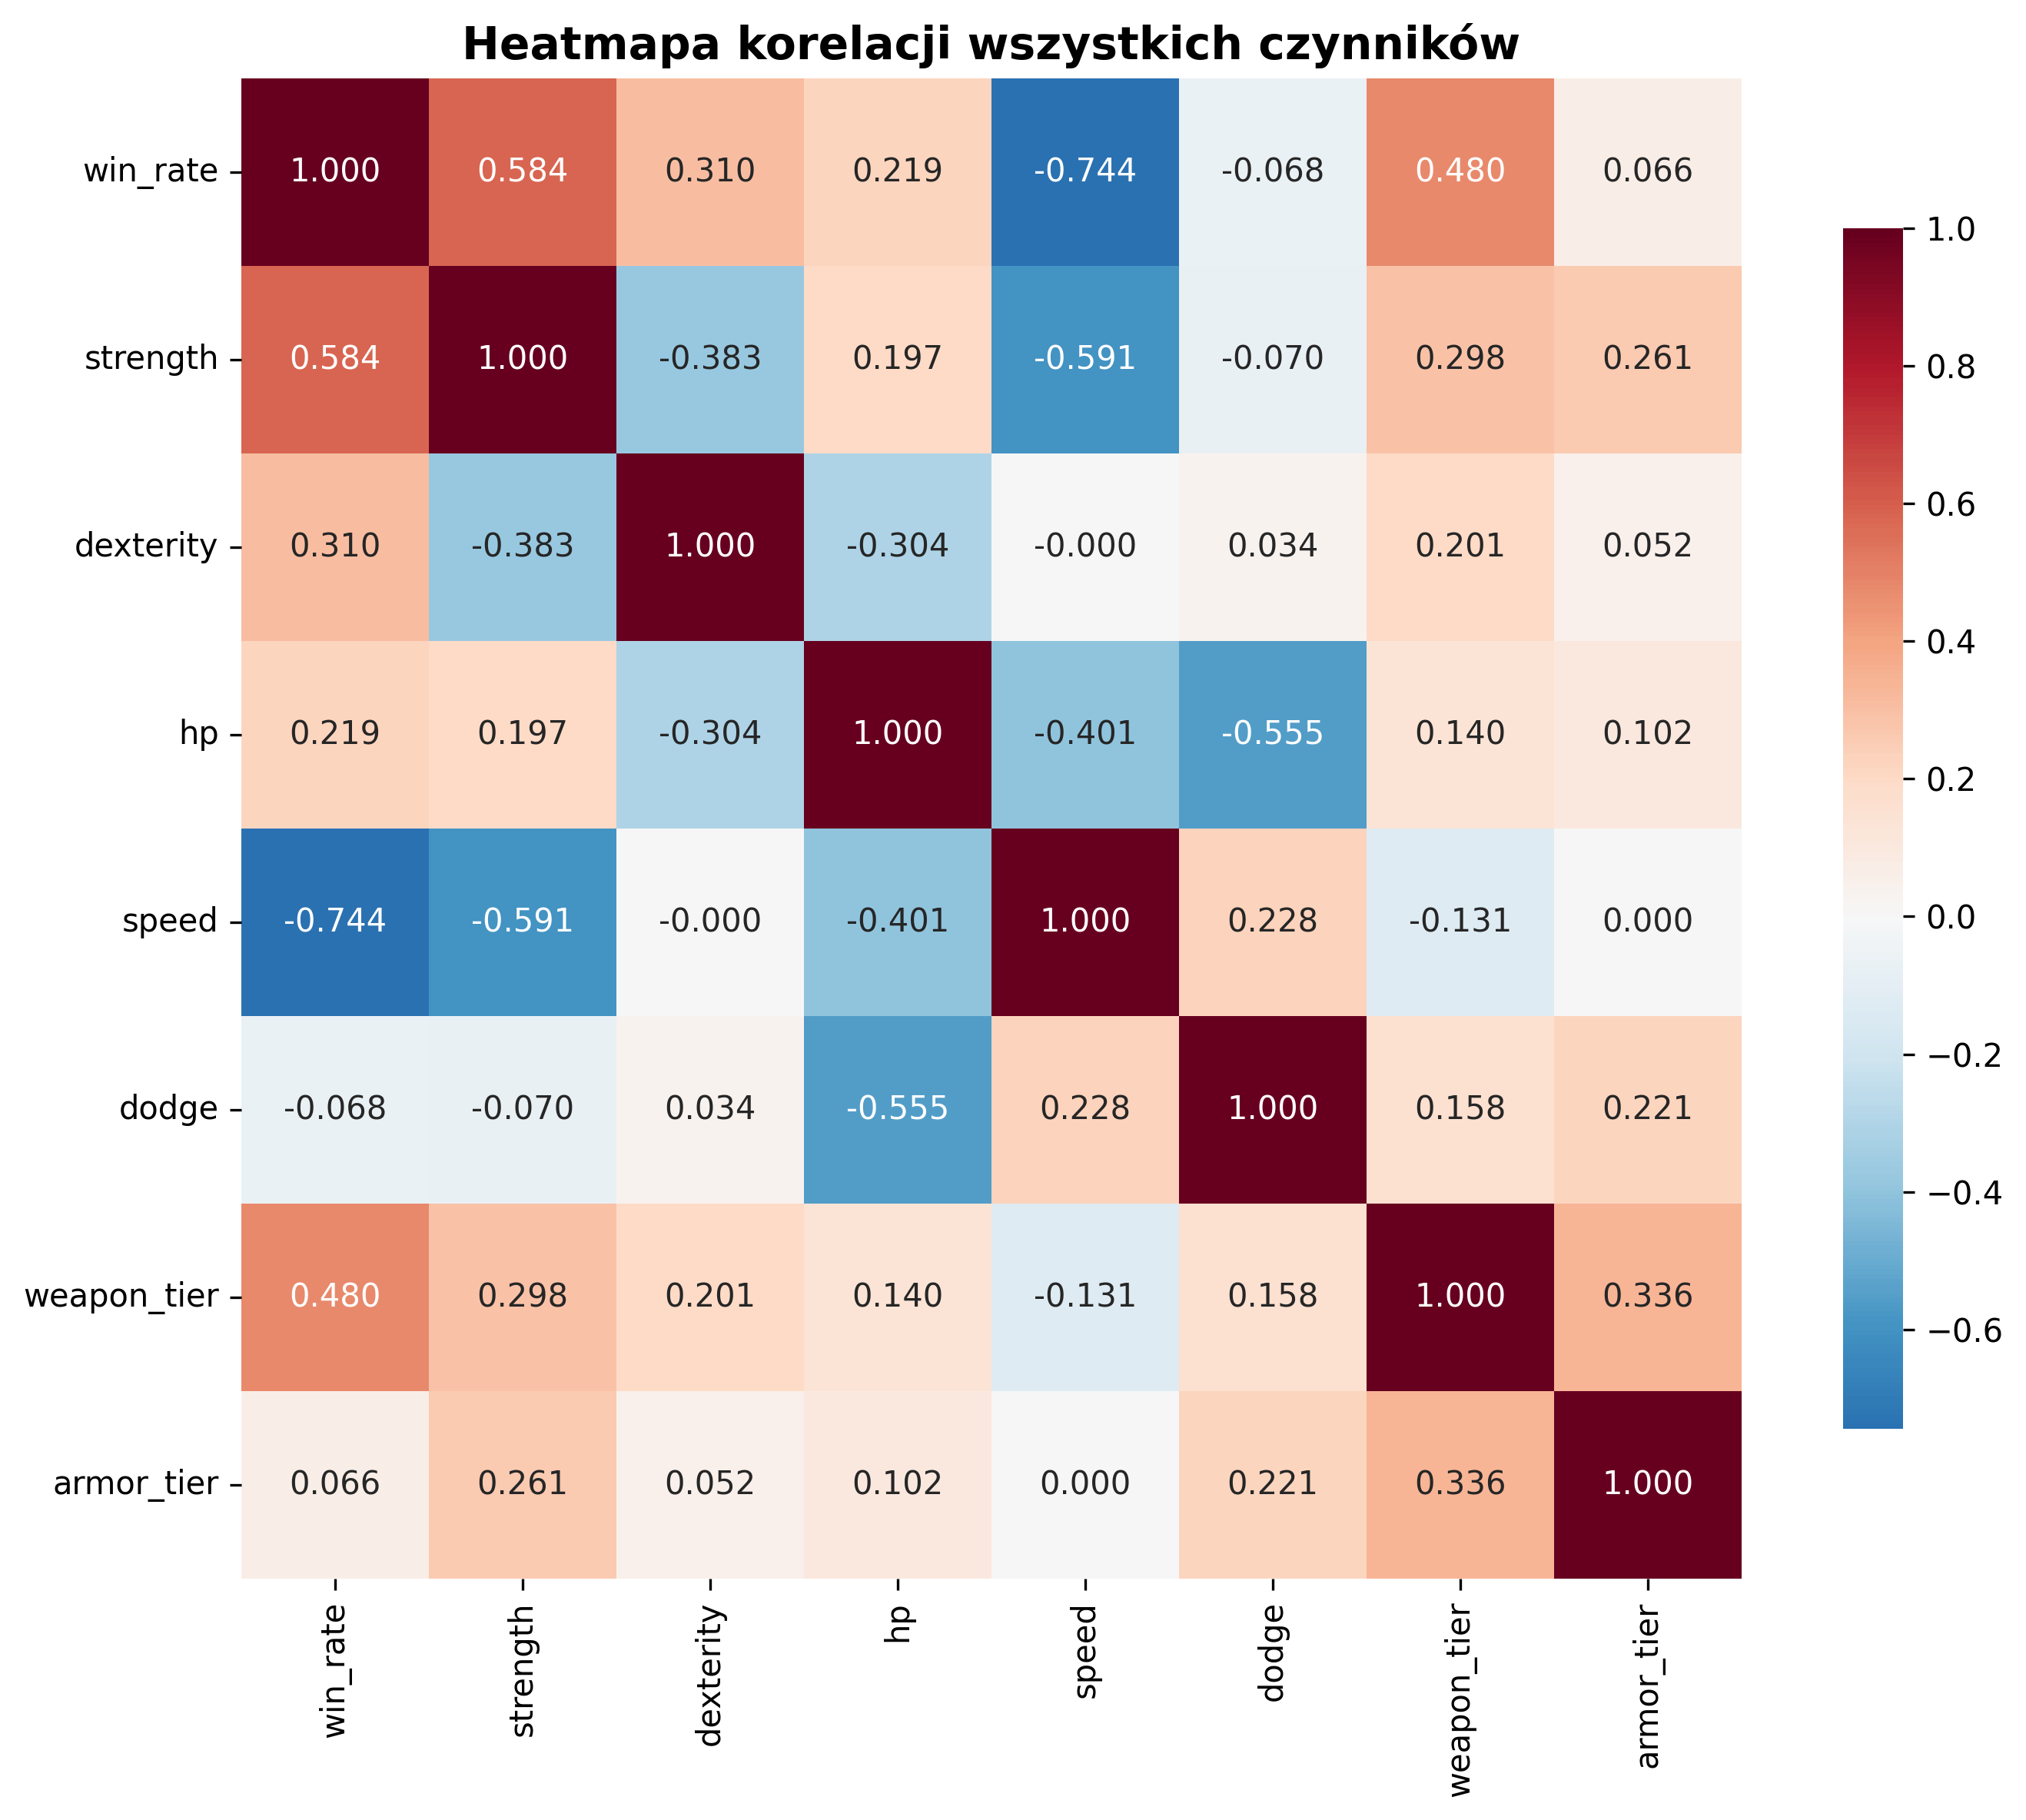 Heatmapa korelacji wszystkich czynników
win_rate 1.000 0.584 0.310 0.219 -0.744 -0.068 0.480 0.066
strength 0.584 1.000 -0.383 0.197 -0.591 -0.070 0.298 0.261
dexterity 0.310 -0.383 1.000 -0.304 -0.000 0.034 0.201 0.052
hp 0.219 0.197 -0.304 1.000 -0.401 -0.555 0.140 0.102
speed -0.744 -0.591 -0.000 -0.401 1.000 0.228 -0.131 0.000
dodge -0.068 -0.070 0.034 -0.555 0.228 1.000 0.158 0.221
weapon_tier 0.480 0.298 0.201 0.140 -0.131 0.158 1.000 0.336
armor_tier 0.066 0.261 0.052 0.102 0.000 0.221 0.336 1.000
win_rate
strength
dexterity
hp
speed
dodge
weapon_tier
armor_tier
1.0
0.8
0.6
0.4
0.2
0.0
−0.2
−0.4
−0.6